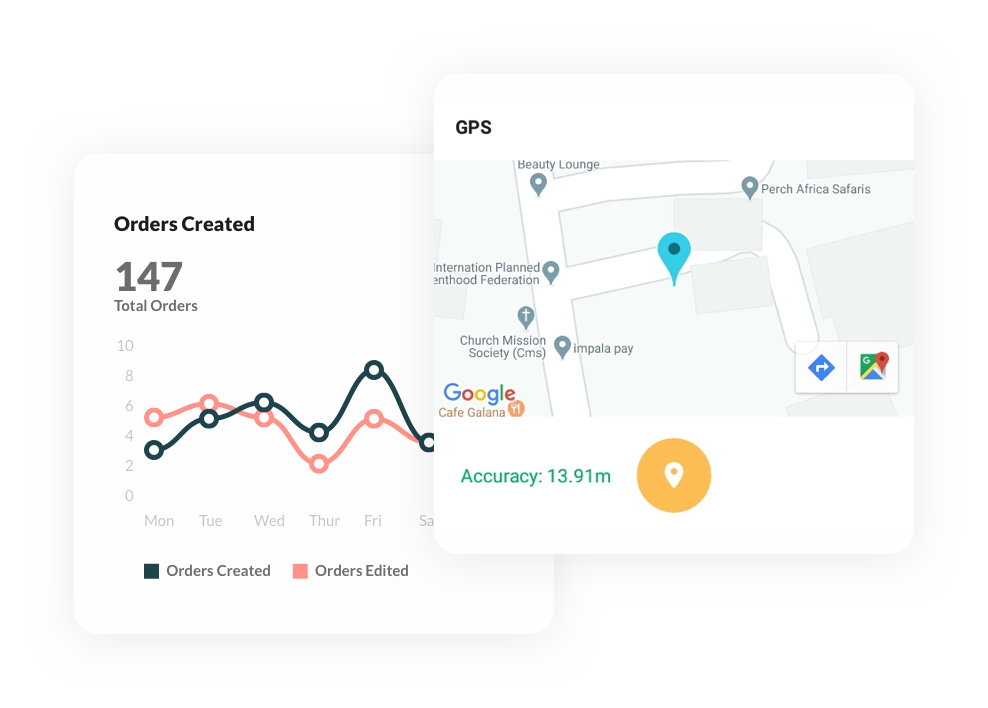 GPS
Beauty Lounge
Perch Africa Safaris
Internation Planned
enthood Federation
Church Mission
Society (Cms)
impala pay
Google
Cafe Galana
G
Accuracy: 13.91m
Orders Created
147
Total Orders
10
8
6
4
2
0
Mon Tue Wed Thur Fri Sa
Orders Created Orders Edited